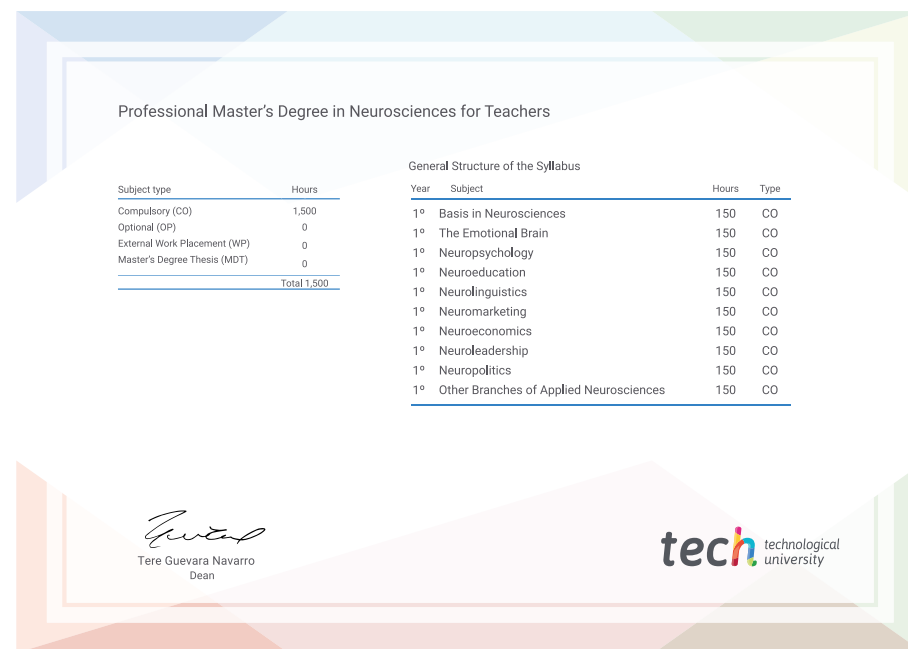 Professional Master's Degree in Neurosciences for Teachers
General Structure of the Syllabus
Subject type Hours
Compulsory (CO) 1,500
Optional (OP) 0
External Work Placement (WP) 0
Master's Degree Thesis (MDT) 0
Total 1,500
Year Subject Hours Type
1º Basis in Neurosciences 150 CO
1º The Emotional Brain 150 CO
1º Neuropsychology 150 CO
1º Neuroeducation 150 CO
1º Neurolinguistics 150 CO
1º Neuromarketing 150 CO
1º Neuroeconomics 150 CO
1º Neuroleadership 150 CO
1º Neuropolitics 150 CO
1º Other Branches of Applied Neurosciences 150 CO
Tere Guevara Navarro
Dean
tech technological
university